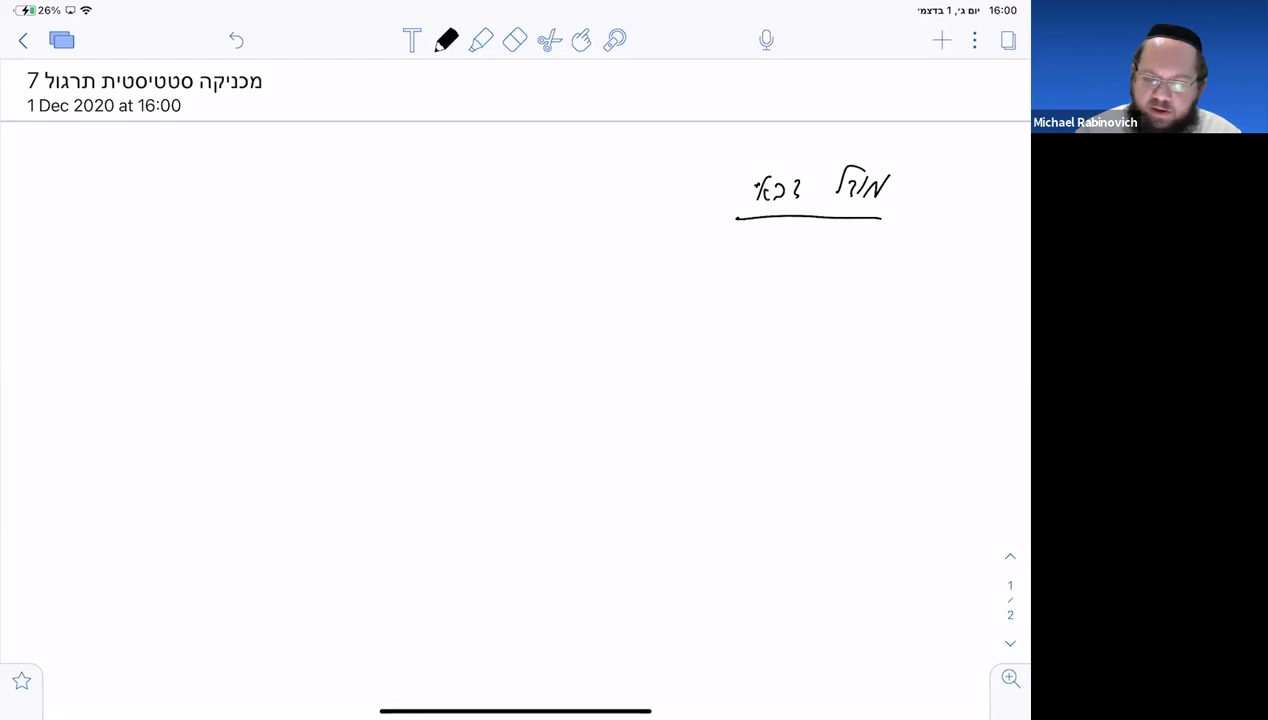 26%
16:00 יום ג׳, 1 בדצמ׳
T
מכניקה סטטיסטית תרגול 7
1 Dec 2020 at 16:00
מודל דבאי
Michael Rabinovich
1
/
2